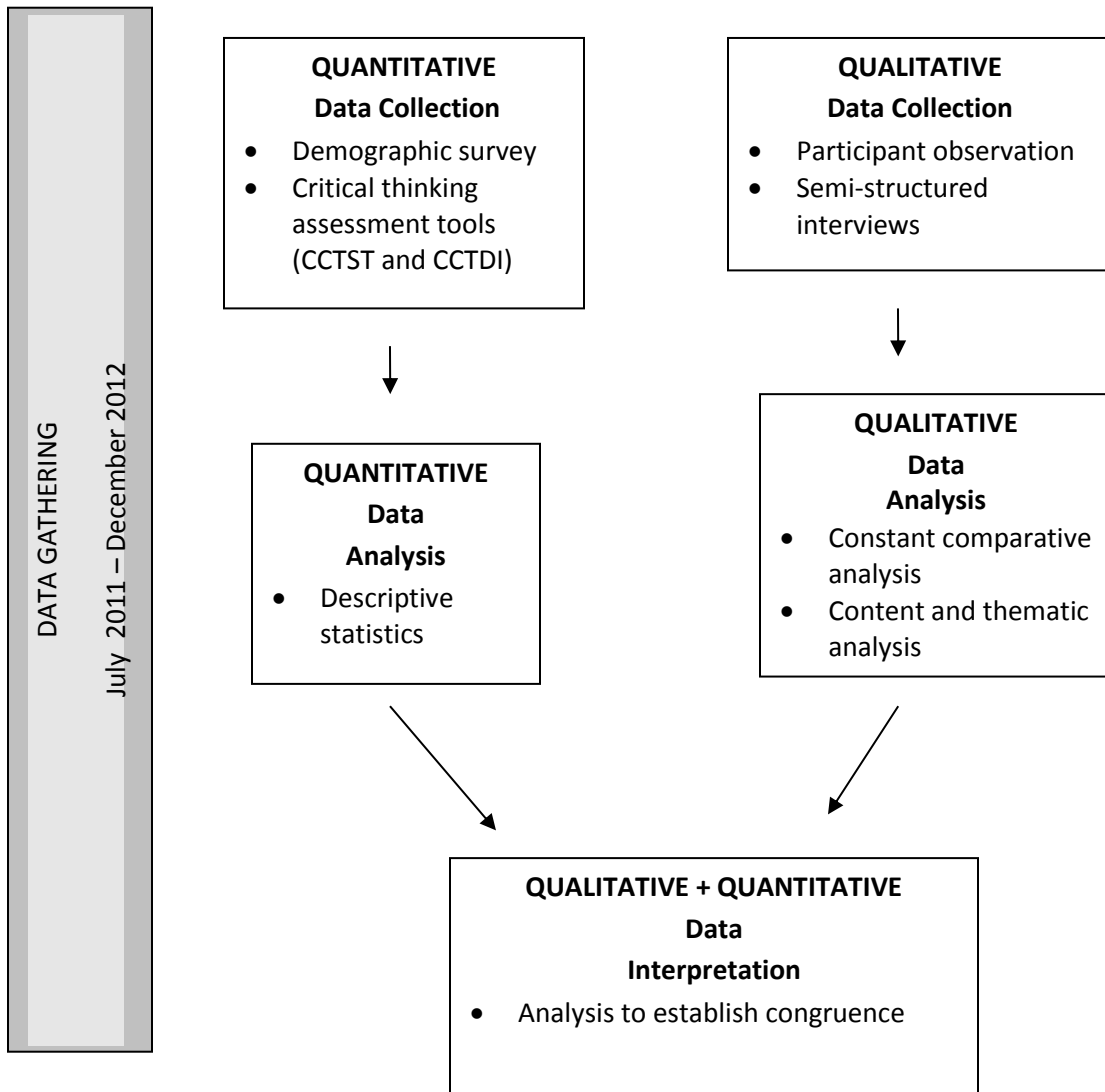 DATA GATHERING
July 2011 – December 2012
QUANTITATIVE
Data Collection
• Demographic survey
• Critical thinking
assessment tools
(CCTST and CCTDI)
QUALITATIVE
Data Collection
• Participant observation
• Semi-structured
interviews
QUANTITATIVE
Data
Analysis
• Descriptive
statistics
QUALITATIVE
Data
Analysis
• Constant comparative
analysis
• Content and thematic
analysis
QUALITATIVE + QUANTITATIVE
Data
Interpretation
• Analysis to establish congruence